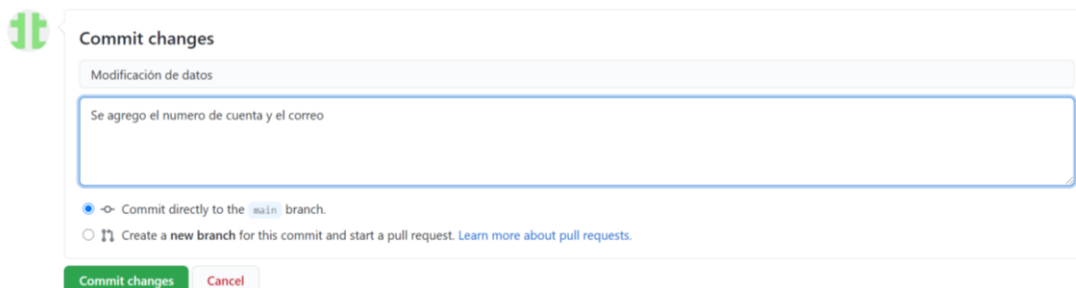 Commit changes
Modificación de datos
Se agrego el numero de cuenta y el correo
Commit directly to the main branch.
Create a new branch for this commit and start a pull request. Learn more about pull requests.
Commit changes Cancel